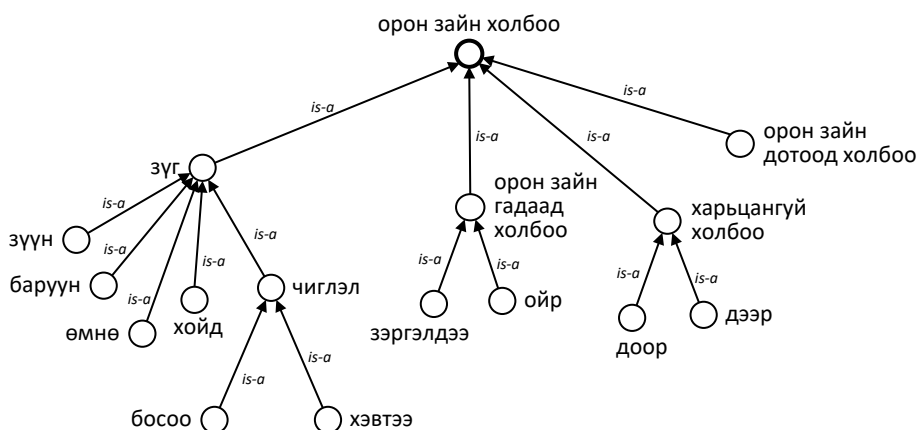 орон зайн холбоо
is-a
is-a
is-a
is-a
орон зайн
дотоод холбоо
зүг
орон зайн
гадаад
холбоо
харьцангуй
холбоо
is-a
зүүн
is-a
баруун
is-a
өмнө
is-a
хойд
is-a
чиглэл
is-a
зэргэлдээ
is-a
ойр
is-a
доор
is-a
дээр
is-a
босоо
is-a
хэвтээ